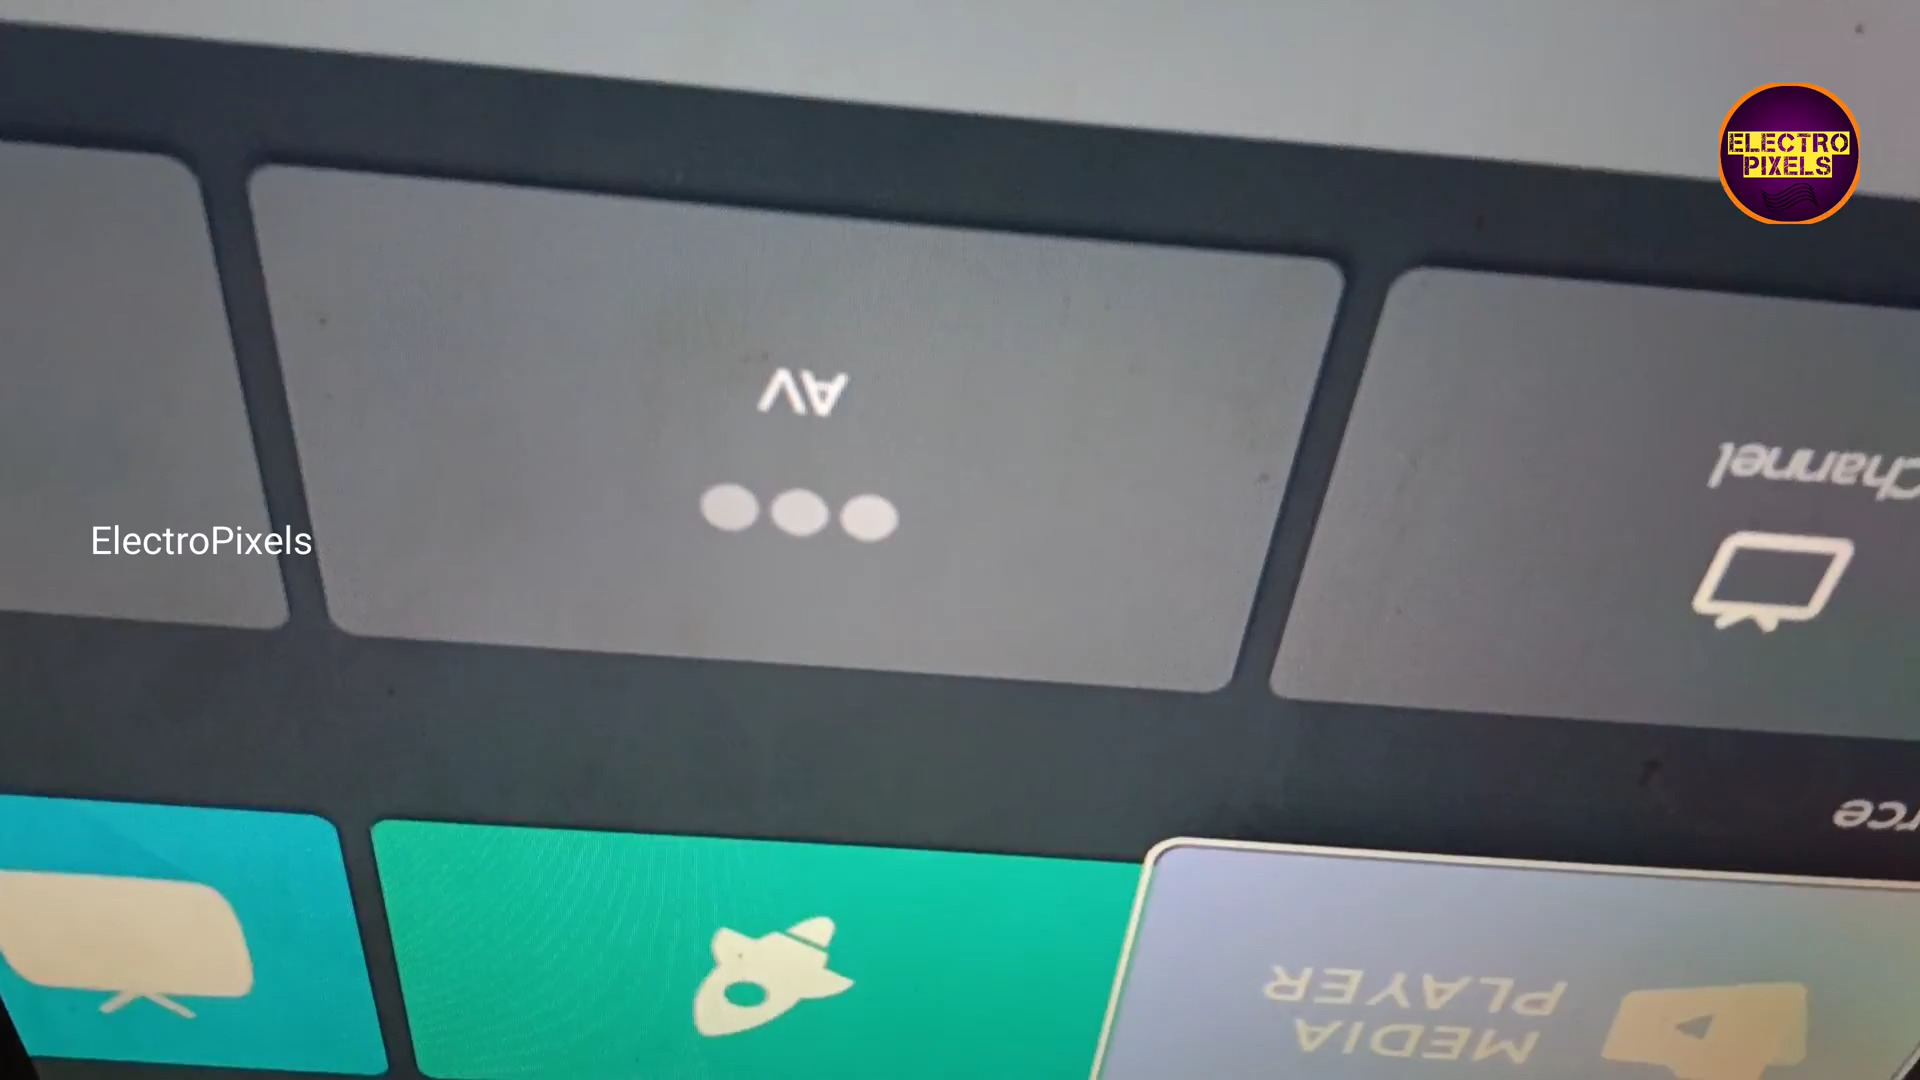 ELECTRO
PIXELS
AV
Channel
ElectroPixels
MEDIA
PLAYER